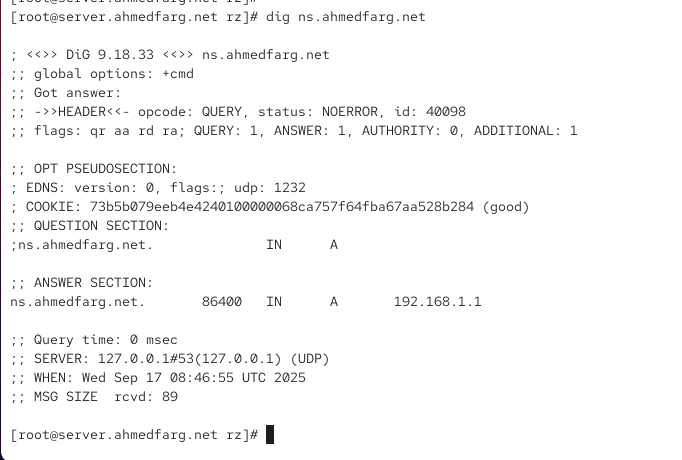 [root@server.ahmedfarg.net rz]#
[root@server.ahmedfarg.net rz]# dig ns.ahmedfarg.net
; <<>> DiG 9.18.33 <<>> ns.ahmedfarg.net
;; global options: +cmd
;; Got answer:
;; ->>HEADER<<- opcode: QUERY, status: NOERROR, id: 40098
;; flags: qr aa rd ra; QUERY: 1, ANSWER: 1, AUTHORITY: 0, ADDITIONAL: 1
;; OPT PSEUDOSECTION:
; EDNS: version: 0, flags:; udp: 1232
; COOKIE: 73b5b079eeb4e4240100000068ca757f64fba67aa528b284 (good)
;; QUESTION SECTION:
;ns.ahmedfarg.net. IN A
;; ANSWER SECTION:
ns.ahmedfarg.net. 86400 IN A 192.168.1.1
;; Query time: 0 msec
;; SERVER: 127.0.0.1#53(127.0.0.1) (UDP)
;; WHEN: Wed Sep 17 08:46:55 UTC 2025
;; MSG SIZE rcvd: 89
[root@server.ahmedfarg.net rz]#